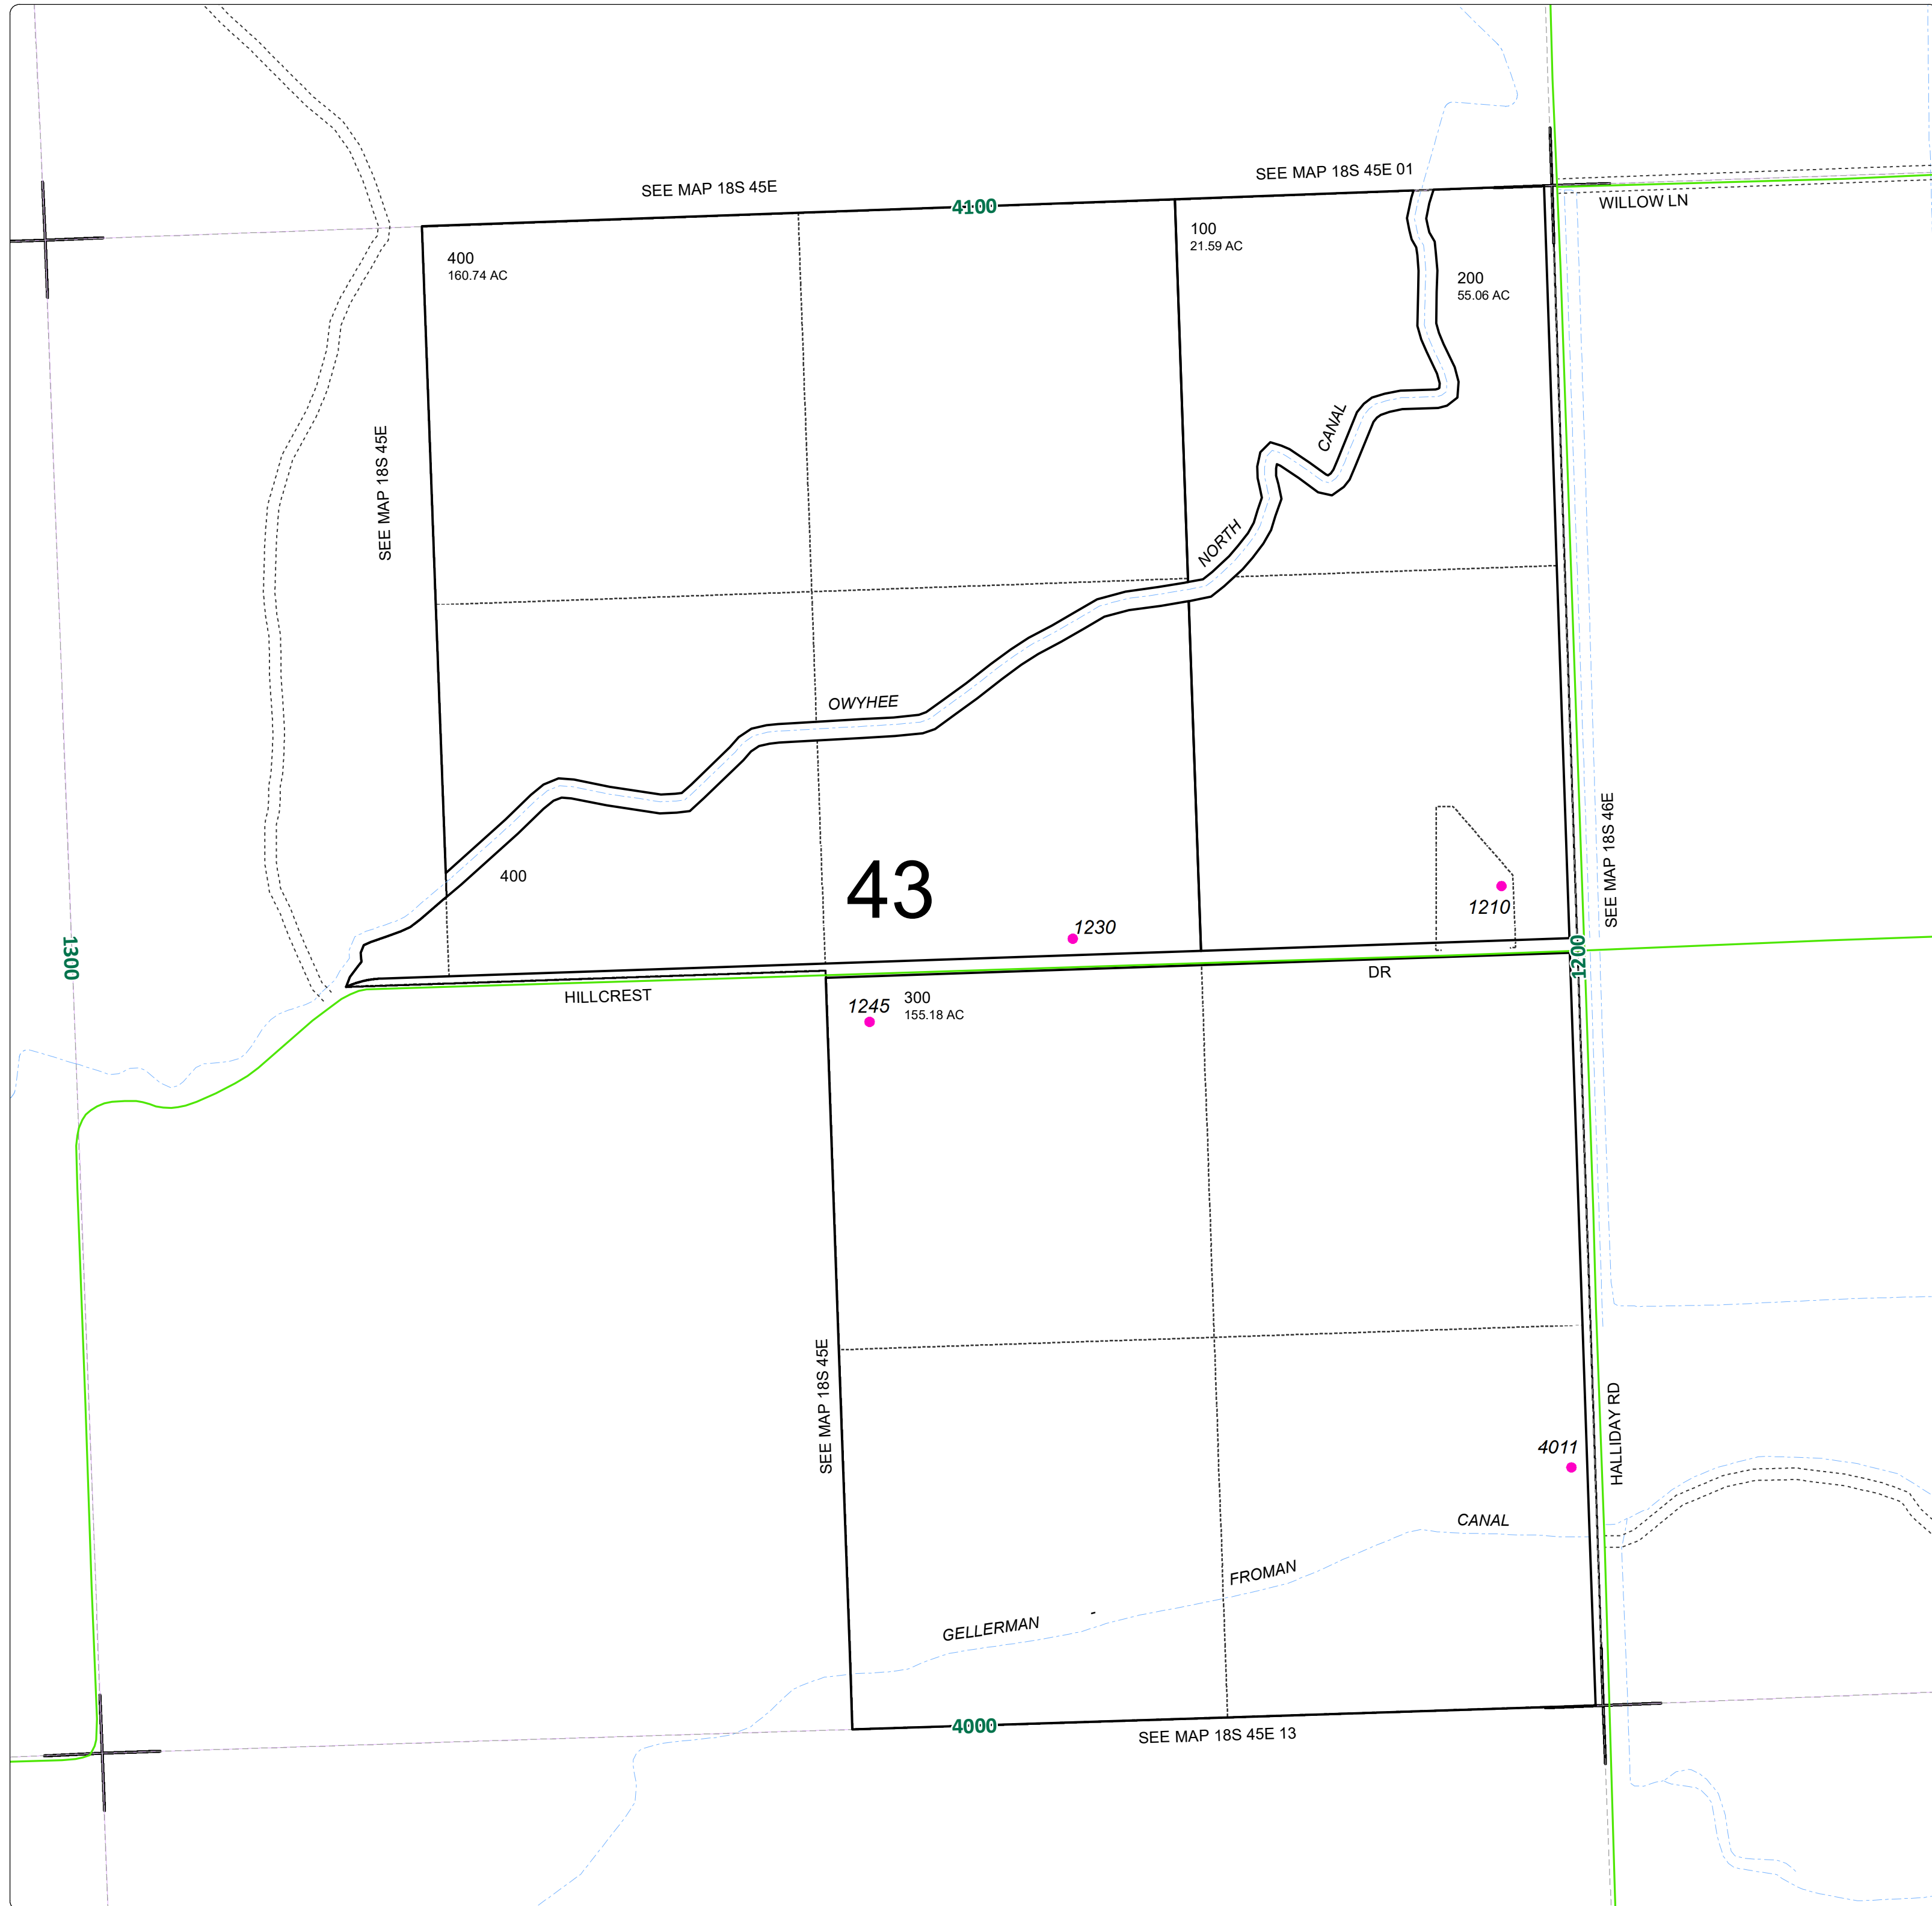 SEE MAP 18S 45E 01
SEE MAP 18S 45E
4100
WILLOW LN
100
21.59 AC
400
160.74 AC
200
55.06 AC
SEE MAP 18S 45E
CANAL
NORTH
OWYHEE
SEE MAP 18S 46E
400
43
1210
1230
1300
1200
DR
HILLCREST
1245
300
155.18 AC
SEE MAP 18S 45E
HALLIDAY RD
4011
CANAL
FROMAN
GELLERMAN -
4000
SEE MAP 18S 45E 13